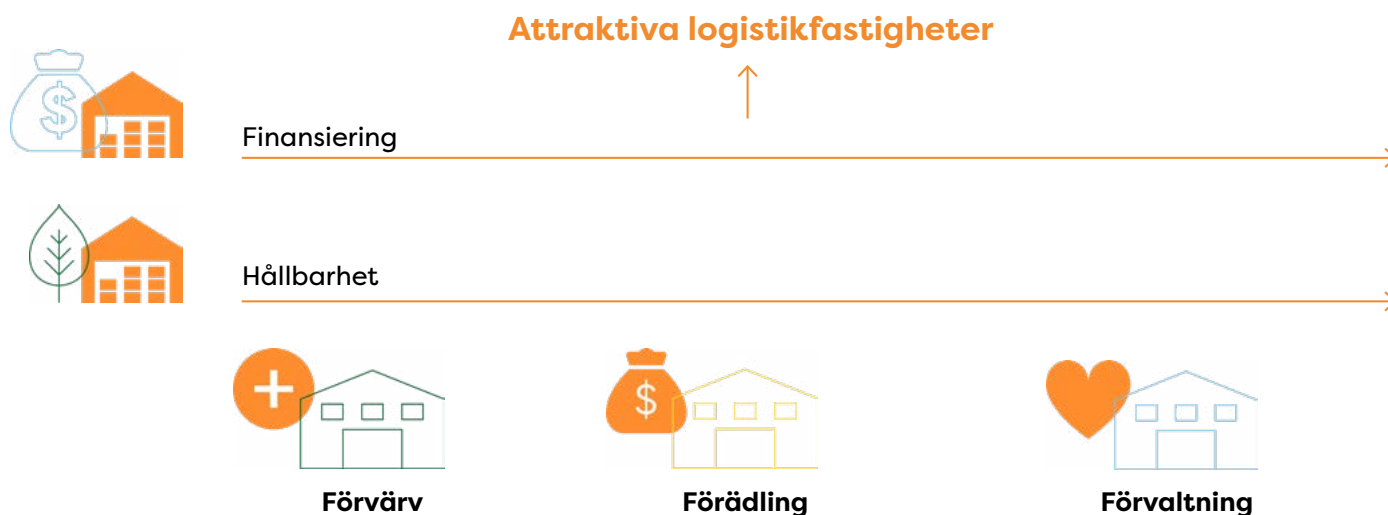 Attraktiva logistikfastigheter
$
Finansiering
Hållbarhet
$
Förvärv
Förädling
Förvaltning